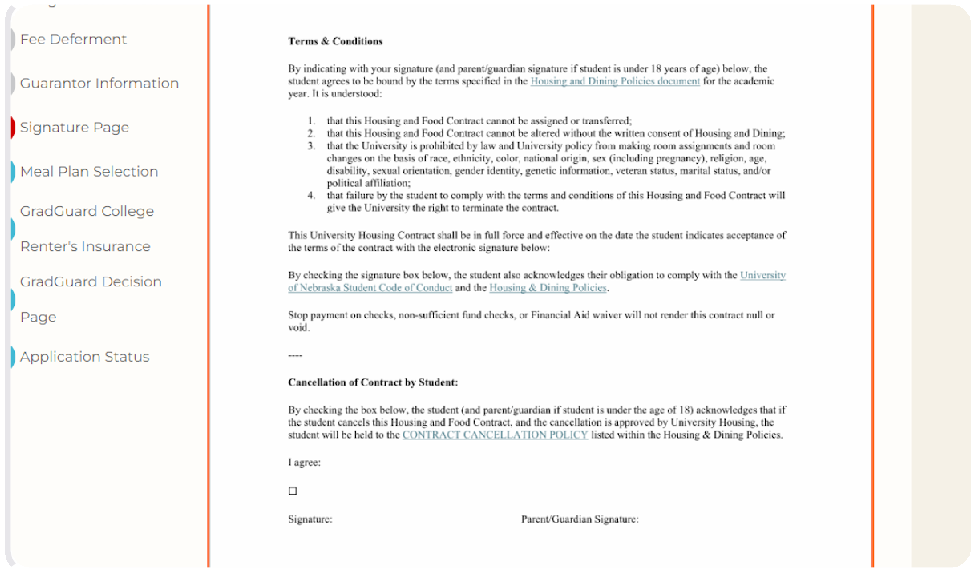 Fee Deferment
Guarantor Information
Signature Page
Meal Plan Selection
GradGuard College
Renter's Insurance
GradGuard Decision
Page
Application Status
Terms & Conditions
By indicating with your signature (and parent/guardian signature if student is under 18 years of age) below, the
student agrees to be bound by the terms specified in the Housing and Dining Policies document for the academic
year. It is understood:
1. that this Housing and Food Contract cannot be assigned or transferred;
2. that this Housing and Food Contract cannot be altered without the written consent of Housing and Dining;
3. that the University is prohibited by law and University policy from making room assignments and room
changes on the basis of race, ethnicity, color, national origin, sex (including pregnancy), religion, age,
disability, sexual orientation, gender identity, genetic information, veteran status, marital status, and/or
political affiliation;
4. that failure by the student to comply with the terms and conditions of this Housing and Food Contract will
give the University the right to terminate the contract.
This University Housing Contract shall be in full force and effective on the date the student indicates acceptance of
the terms of the contract with the electronic signature below:
By checking the signature box below, the student also acknowledges their obligation to comply with the University
of Nebraska Student Code of Conduct and the Housing & Dining Policies.
Stop payment on checks, non-sufficient fund checks, or Financial Aid waiver will not render this contract null or
void.
----
Cancellation of Contract by Student:
By checking the box below, the student (and parent/guardian if student is under the age of 18) acknowledges that if
the student cancels this Housing and Food Contract, and the cancellation is approved by University Housing, the
student will be held to the CONTRACT CANCELLATION POLICY listed within the Housing & Dining Policies.
I agree:
☐
Signature: Parent/Guardian Signature: